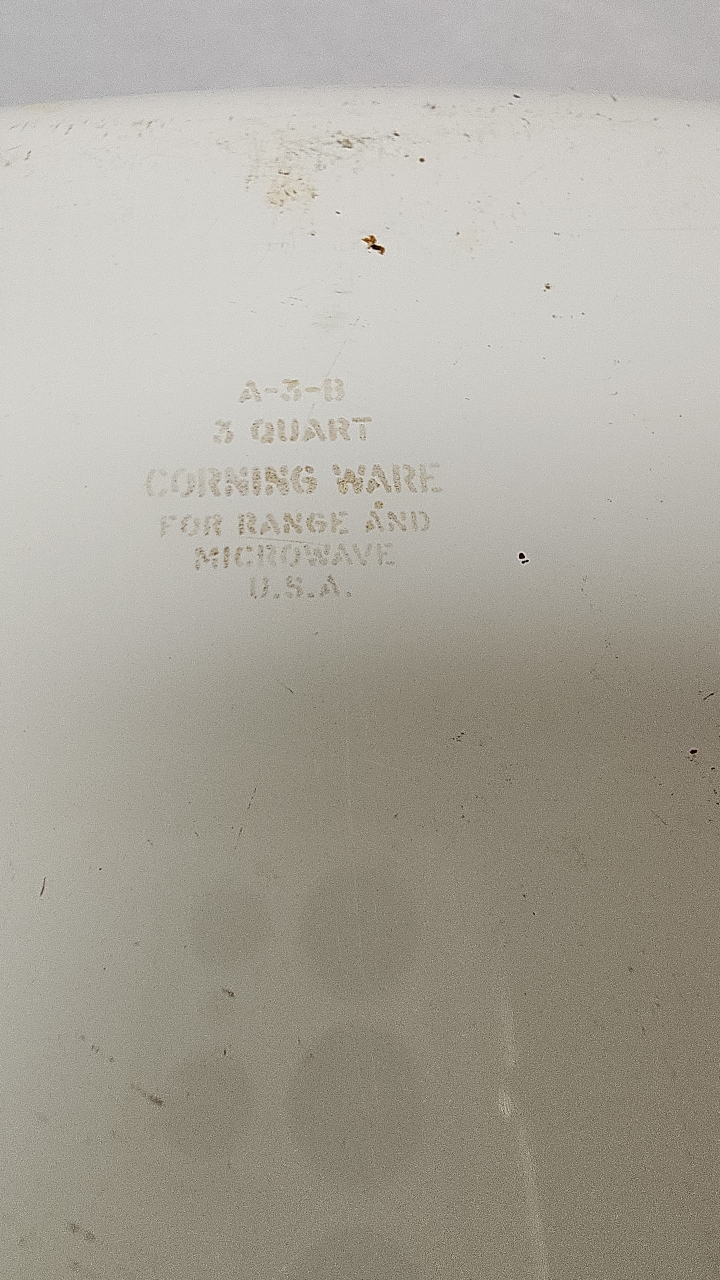 A-3-B
3 QUART
CORNING WARE
FOR RANGE AND
MICROWAVE
U.S.A.